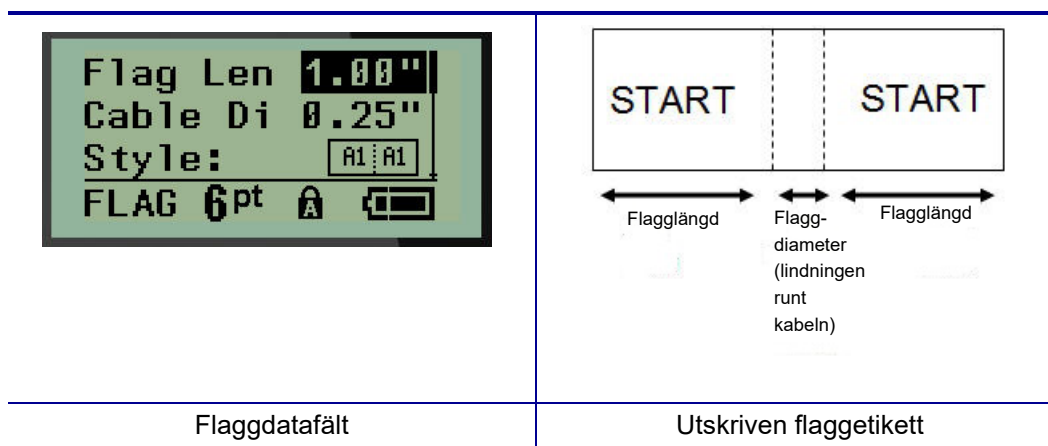 Flag Len 1.00"
Cable Di 0.25"
Style: A1 A1
FLAG 6pt A
START START
Flagglängd
Flagg-
diameter
(lindningen
runt
kabeln)
Flagglängd
Flaggdatafält
Utskriven flaggetikett